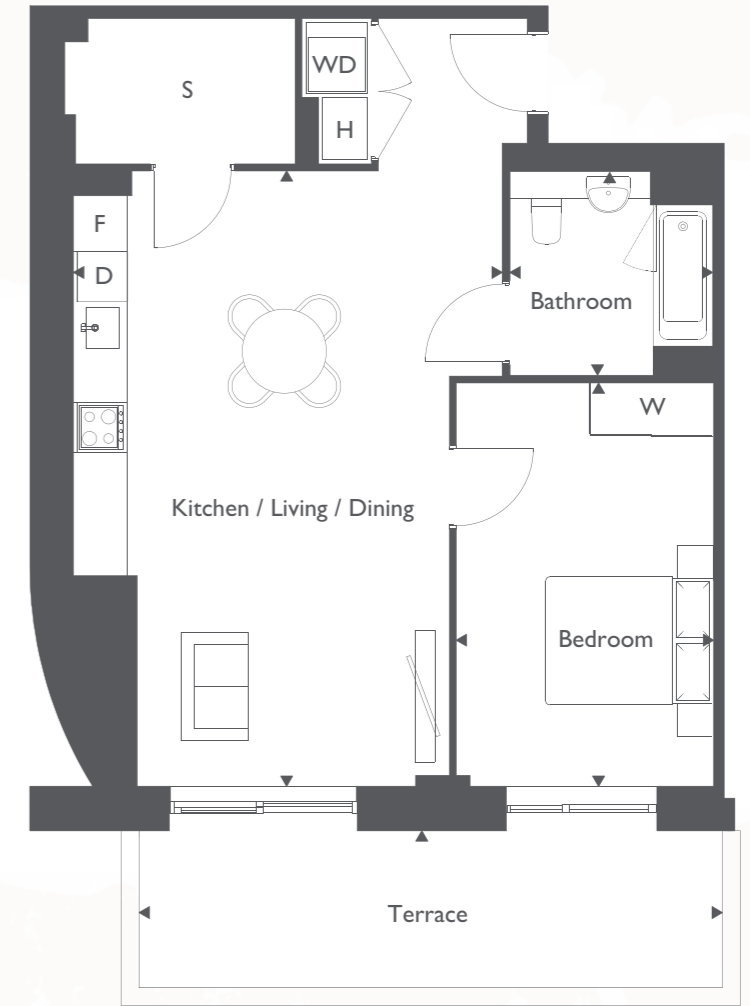 WD
S
H
F
D
Bathroom
W
Kitchen / Living / Dining
Bedroom
Terrace